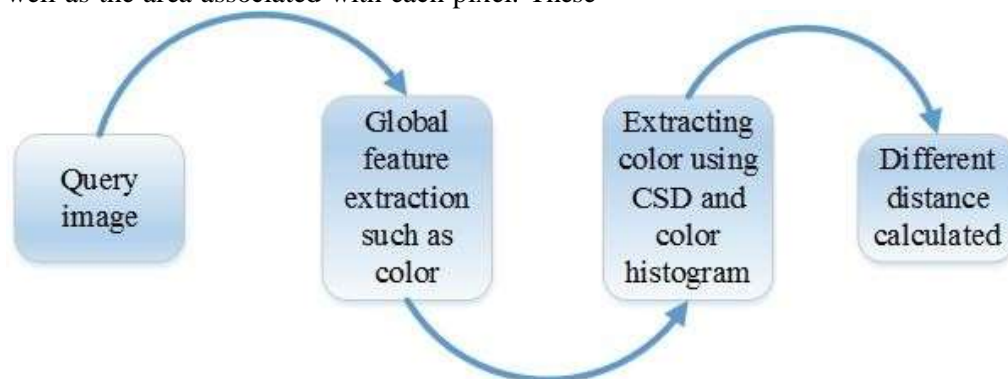 well as the area associated with each pixel. These
Query
image
Global
feature
extraction
such as
color
Extracting
color using
CSD and
color
histogram
Different
distance
calculated